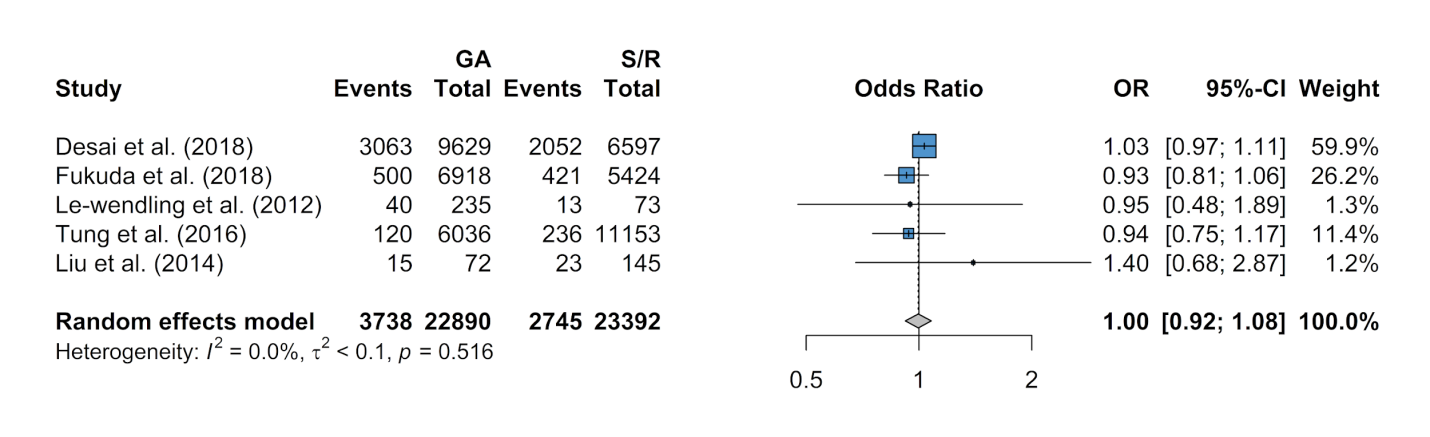 GA S/R
Study Events Total Events Total Odds Ratio OR 95%-CI Weight
Desai et al. (2018) 3063 9629 2052 6597 1.03 [0.97; 1.11] 59.9%
Fukuda et al. (2018) 500 6918 421 5424 0.93 [0.81; 1.06] 26.2%
Le-wendling et al. (2012) 40 235 13 73 0.95 [0.48; 1.89] 1.3%
Tung et al. (2016) 120 6036 236 11153 0.94 [0.75; 1.17] 11.4%
Liu et al. (2014) 15 72 23 145 1.40 [0.68; 2.87] 1.2%
Random effects model 3738 22890 2745 23392 1.00 [0.92; 1.08] 100.0%
Heterogeneity: I² = 0.0%, τ² < 0.1, p = 0.516
0.5 1 2